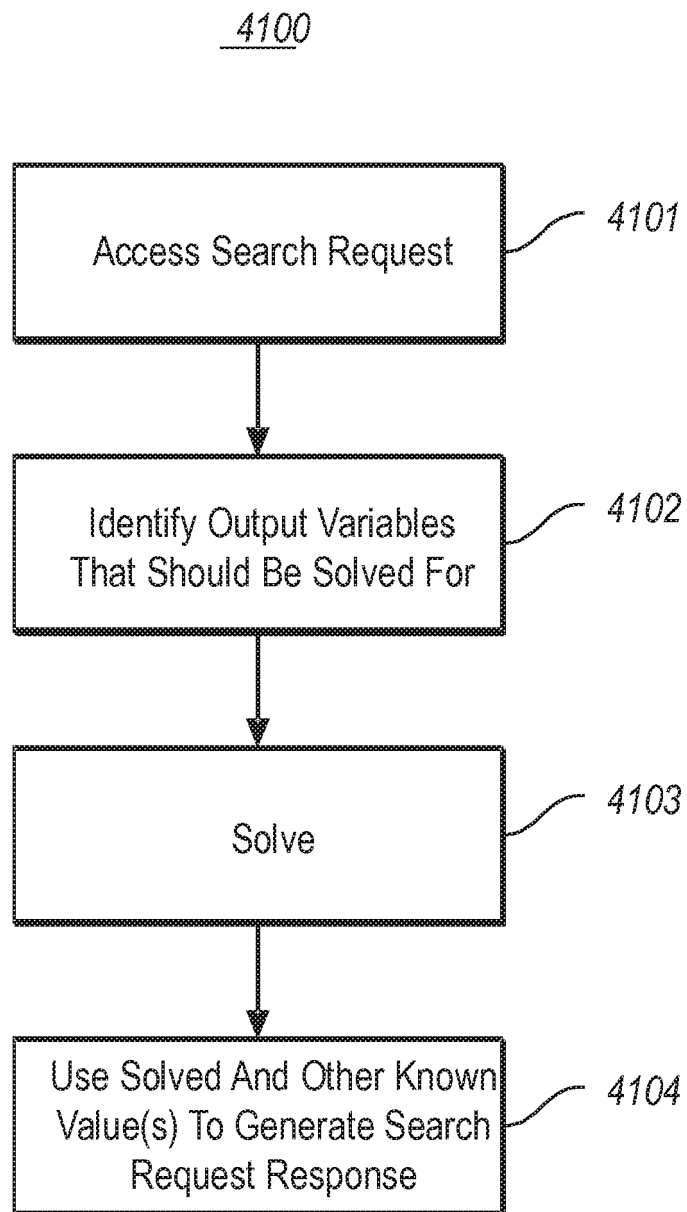 4100
Access Search Request
4101
Identify Output Variables
That Should Be Solved For
4102
Solve
4103
Use Solved And Other Known
Value(s) To Generate Search
Request Response
4104